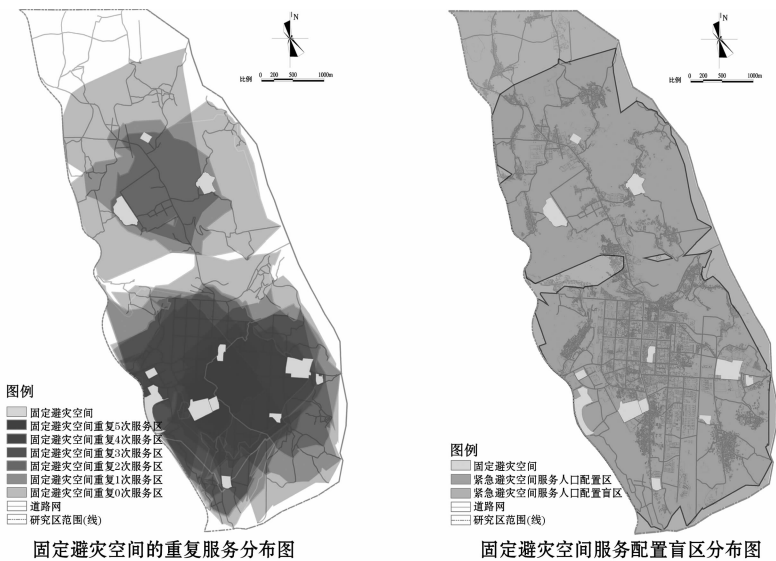 N
比例 0 200 500 1000m
图例
固定避灾空间
固定避灾空间重复5次服务区
固定避灾空间重复4次服务区
固定避灾空间重复3次服务区
固定避灾空间重复2次服务区
固定避灾空间重复1次服务区
固定避灾空间重复0次服务区
道路网
研究区范围(线)
固定避灾空间的重复服务分布图
N
比例 0 200 500 1000m
图例
固定避灾空间
紧急避灾空间服务人口配置区
紧急避灾空间服务人口配置盲区
道路网
研究区范围(线)
固定避灾空间服务配置盲区分布图